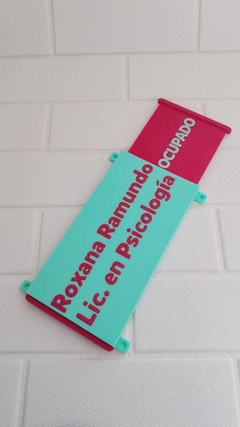 Roxana Ramundo
Lic. en Psicología
OCUPADO